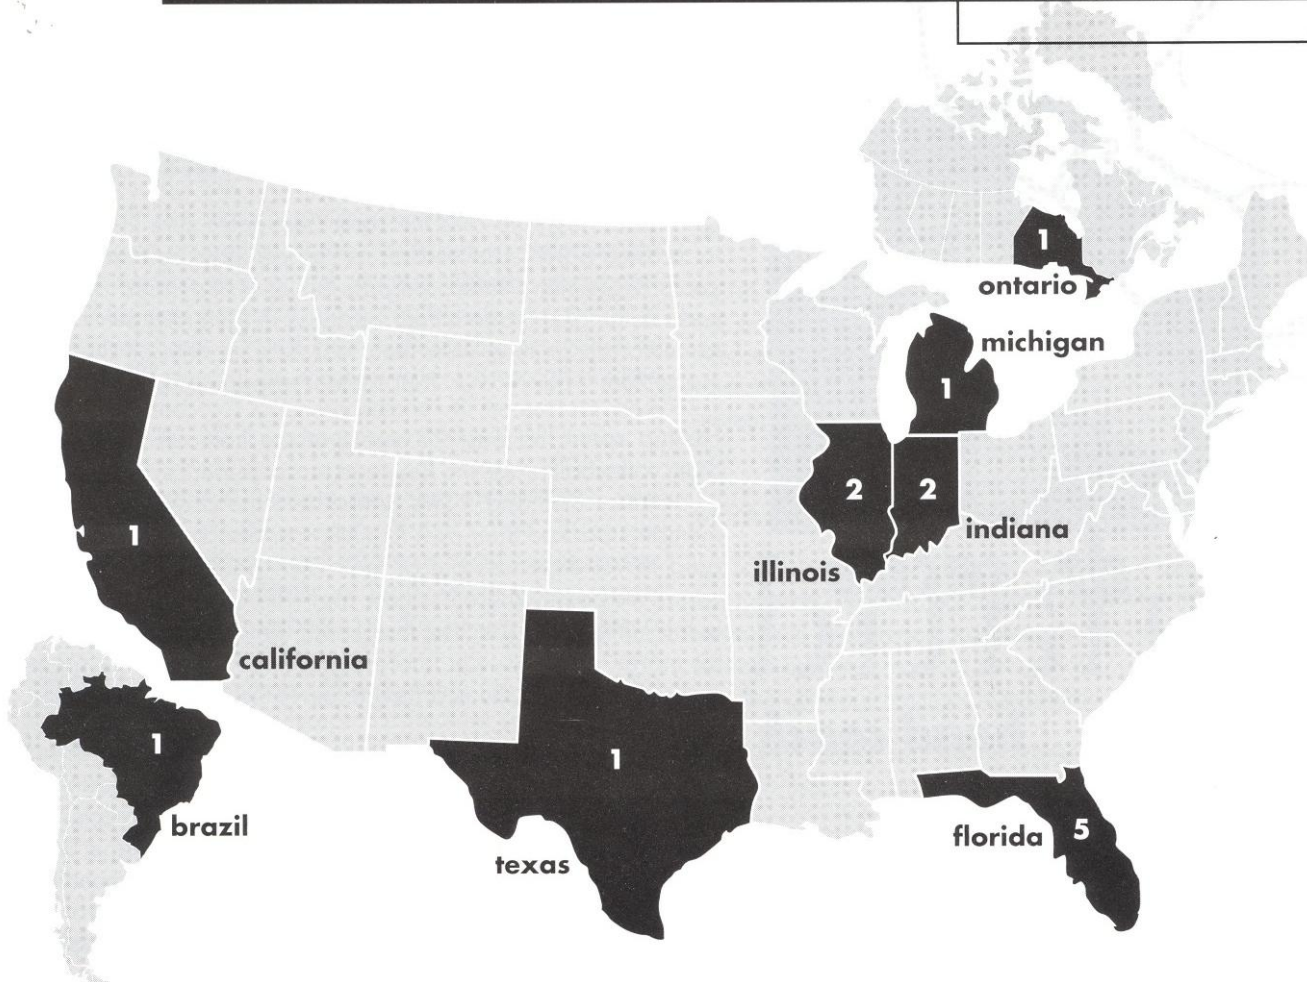 1
ontario
michigan
1
2
2
indiana
illinois
1
california
1
brazil
1
texas
5
florida